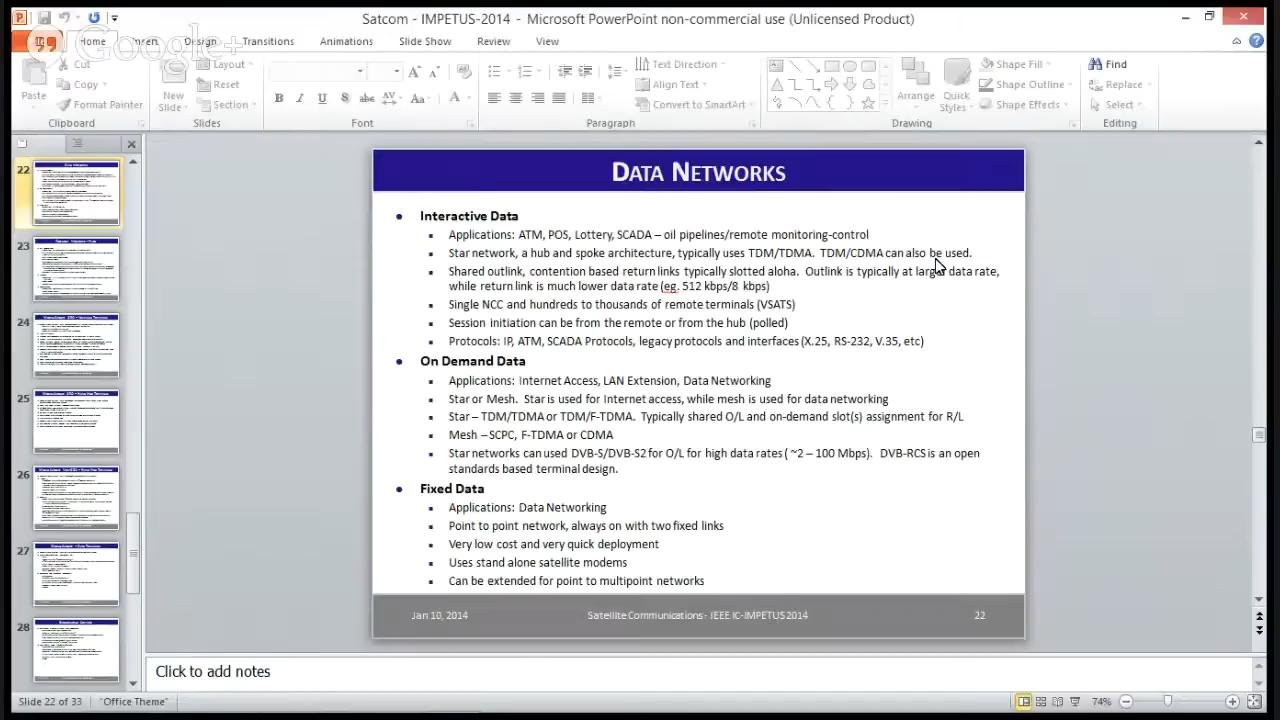 Satcom - IMPETUS-2014 - Microsoft PowerPoint non-commercial use (Unlicensed Product)
Google+
Home Insert Design Transitions Animations Slide Show Review View
Cut
Copy
Format Painter
Paste
Clipboard
New Slide
Layout
Reset
Section
Slides
Font
Text Direction
Align Text
Convert to SmartArt
Paragraph
Arrange
Quick Styles
Shape Fill
Shape Outline
Shape Effects
Drawing
Find
Replace
Select
Editing
22
23
24
25
26
27
28
DATA NETWORKS
Interactive Data
Applications: ATM, POS, Lottery, SCADA – oil pipelines/remote monitoring-control
Star network, a hub and spoke architecture, typically uses TDM/TDMA. TDM/CDMA can also be used.
Shared outlink, contention based return links typically slotted aloha. Outlink is typically at larger data rate,
while return link is much lower data rate (eg. 512 kbps/8 kbps)
Single NCC and hundreds to thousands of remote terminals (VSATS)
Session initiation can be from the remote or from the hub (polled)
Protocols: IP, ATM, SCADA Protocols, legacy protocols and interfaces (X.25, RS-232, V.35, etc)
On Demand
Applications: Internet Access, LAN Extension, Data Networking
Star or Mesh. Star is used for Internet access, while mesh is used for data networking
Star – TDM/TDMA or TDM/F-TDMA. Typically shared O/L and on-demand slot(s) assignment for R/L
Mesh – SCPC, F-TDMA or CDMA
Star networks can used DVB-S/DVB-S2 for O/L for high data rates ( ~2 – 100 Mbps). DVB-RCS is an open
standard based terminal design.
Fixed Data
Applications: Data Networking
Point to point network, always on with two fixed links
Very simple and very quick deployment
Uses stand alone satellite modems
Can be extended for point to multipoint networks
Jan 10, 2014 Satellite Communications - IEEE IC-IMPETUS 2014 22
Click to add notes
Slide 22 of 33 "Office Theme" 74%